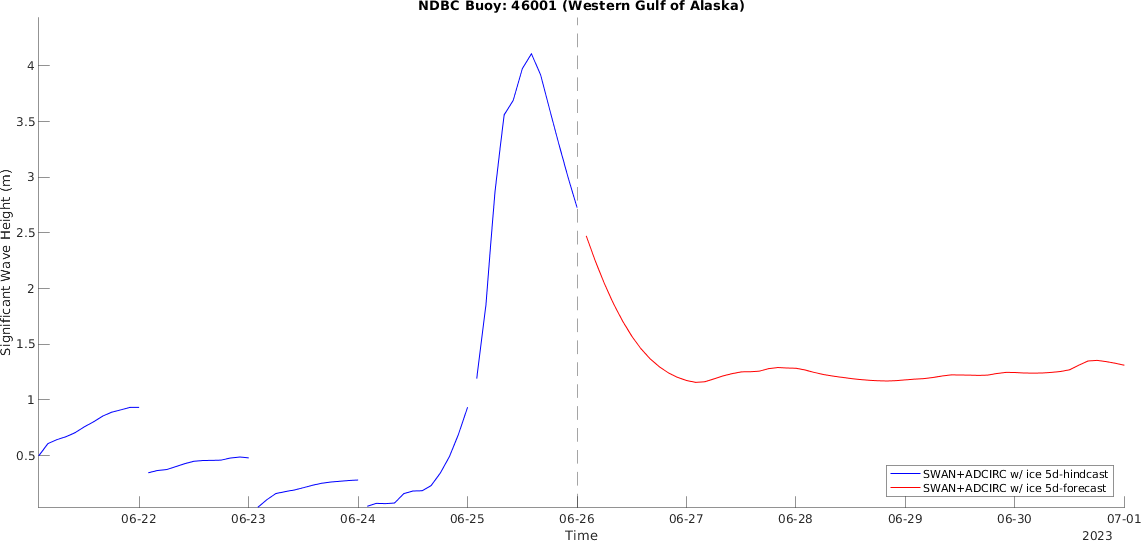 NDBC Buoy: 46001 (Western Gulf of Alaska)
Significant Wave Height (m)
4
3.5
3
2.5
2
1.5
1
0.5
SWAN+ADCIRC w/ ice 5d-hindcast
SWAN+ADCIRC w/ ice 5d-forecast
06-22 06-23 06-24 06-25 06-26 06-27 06-28 06-29 06-30 07-01
Time
2023